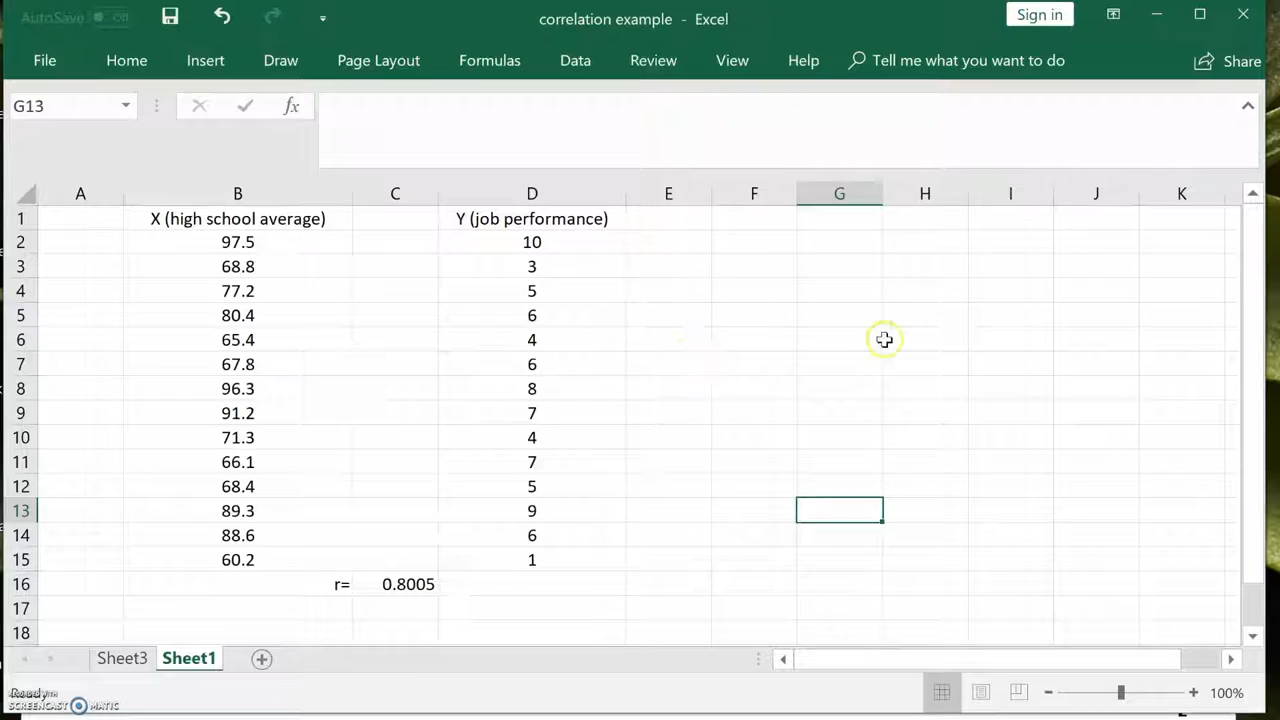 AutoSave Off correlation example - Excel Sign in
File Home Insert Draw Page Layout Formulas Data Review View Help Tell me what you want to do Share
G13 fx
A B C D E F G H I J K
1 X (high school average) Y (job performance)
2 97.5 10
3 68.8 3
4 77.2 5
5 80.4 6
6 65.4 4
7 67.8 6
8 96.3 8
9 91.2 7
10 71.3 4
11 66.1 7
12 68.4 5
13 89.3 9
14 88.6 6
15 60.2 1
16 r= 0.8005
17
18
Sheet3 Sheet1
Ready 100%
SCREENCAST MATIC